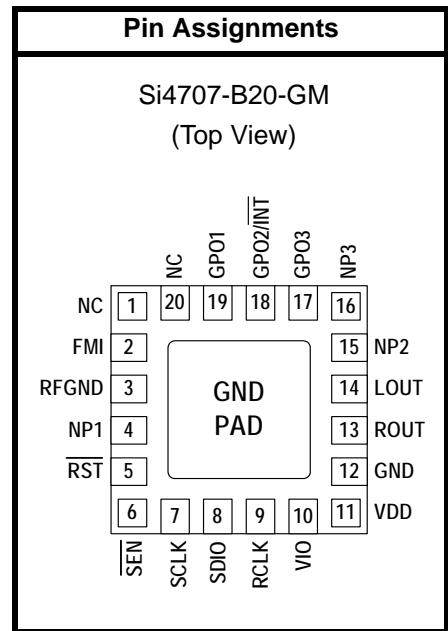 Pin Assignments
Si4707-B20-GM
(Top View)
NC
GPO1
GPO2/INT
GPO3
NP3
NC 1 20 19 18 17 16
FMI 2 15 NP2
RFGND 3 14 LOUT
NP1 4 13 ROUT
RST 5 12 GND
GND
PAD
6 7 8 9 10 11 VDD
SEN
SCLK
SDIO
RCLK
VIO